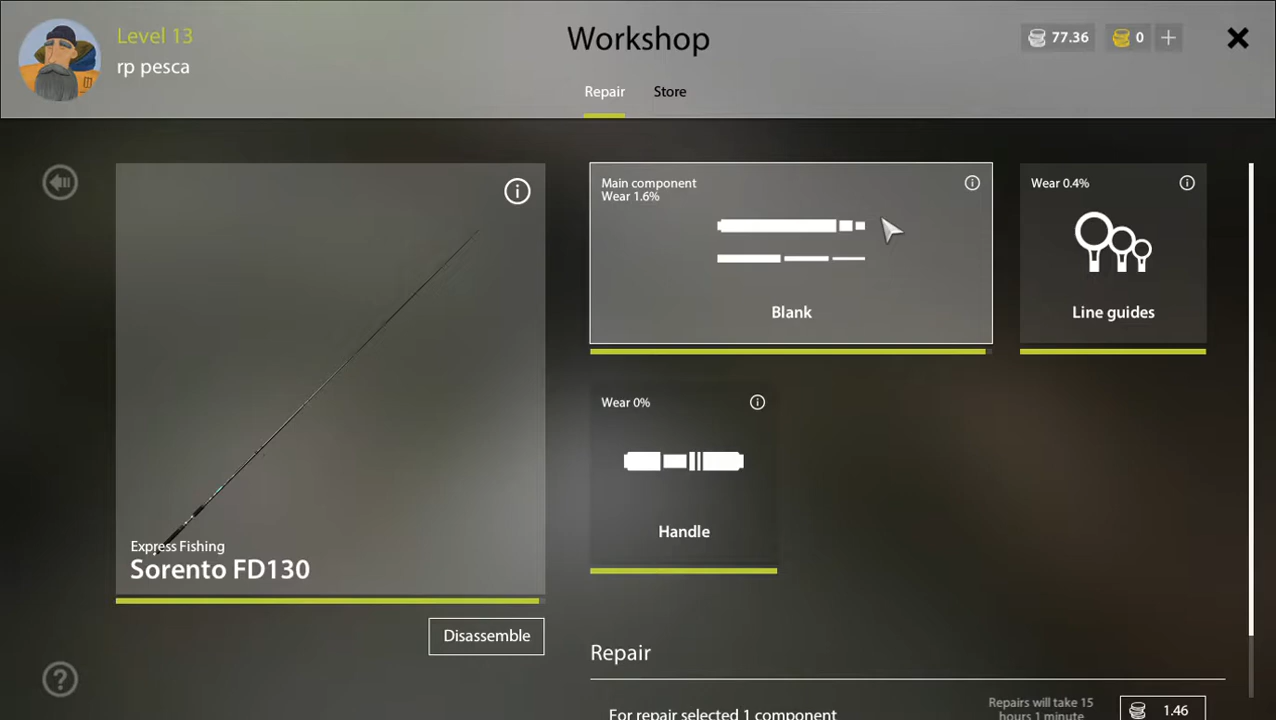 Level 13
rp pesca
Workshop
77.36
0
Repair
Store
Main component
Wear 1.6%
Blank
Wear 0.4%
Line guides
Wear 0%
Handle
Express Fishing
Sorento FD130
Disassemble
Repair
For repair selected 1 component
Repairs will take 15
hours 1 minute
1.46